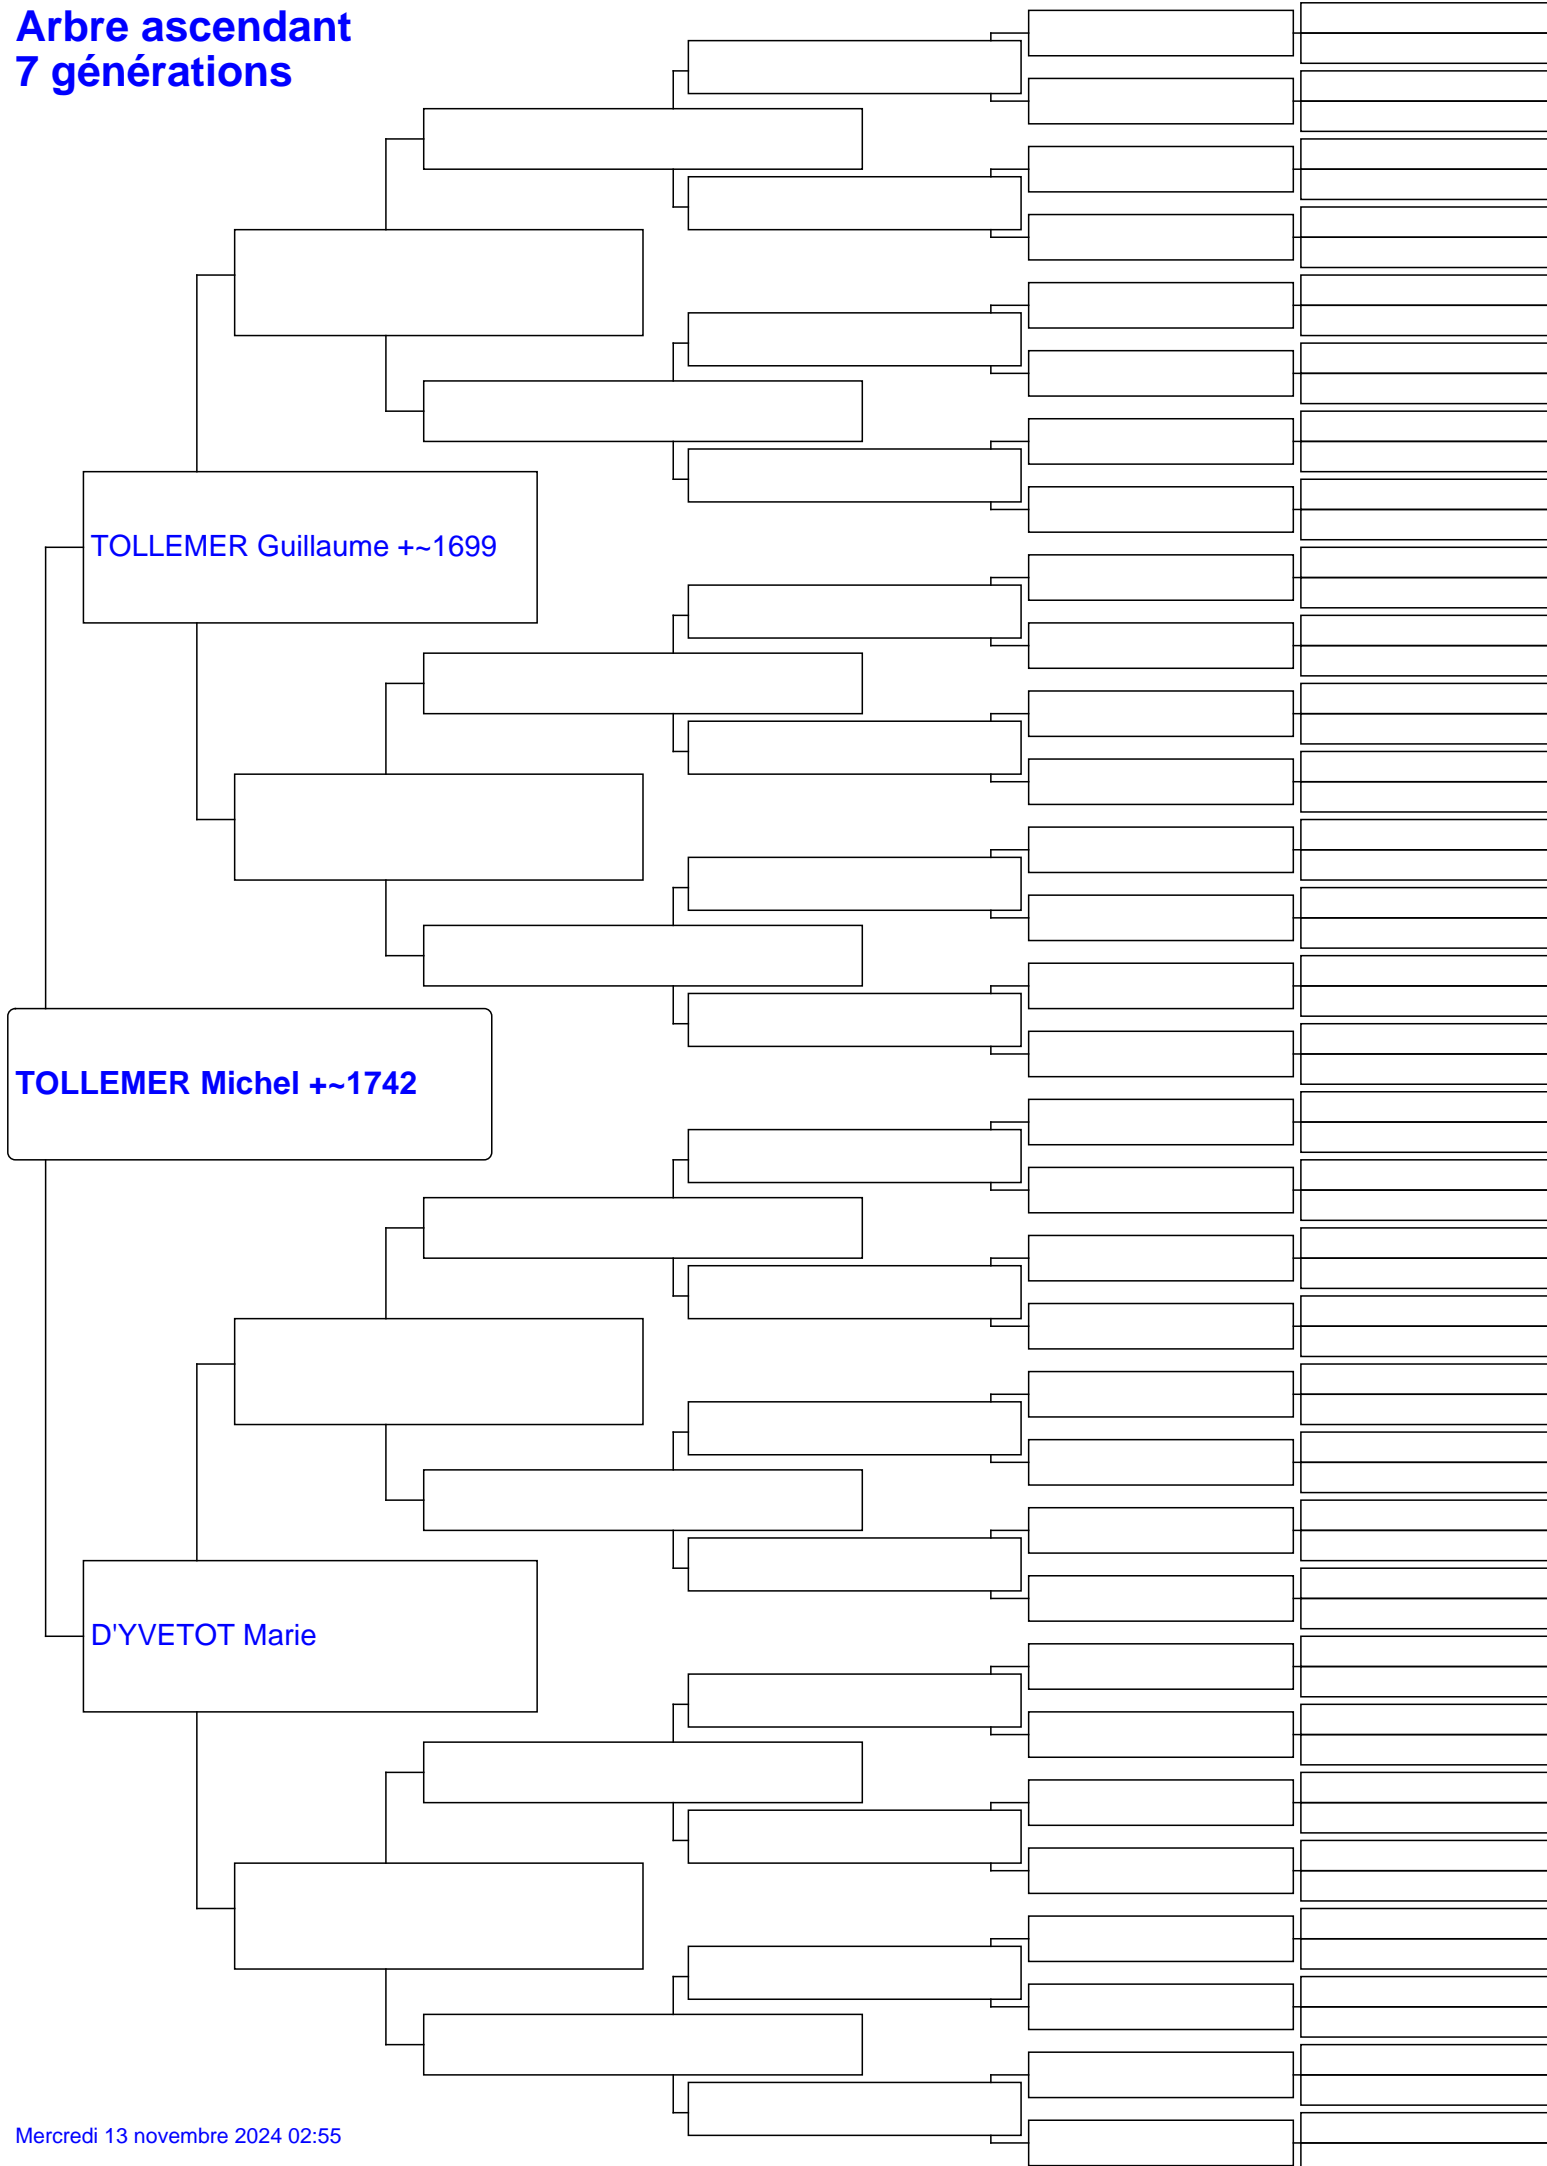 Arbre ascendant
7 générations
TOLLEMER Guillaume +~1699
TOLLEMER Michel +~1742
D'YVETOT Marie
Mercredi 13 novembre 2024 02:55